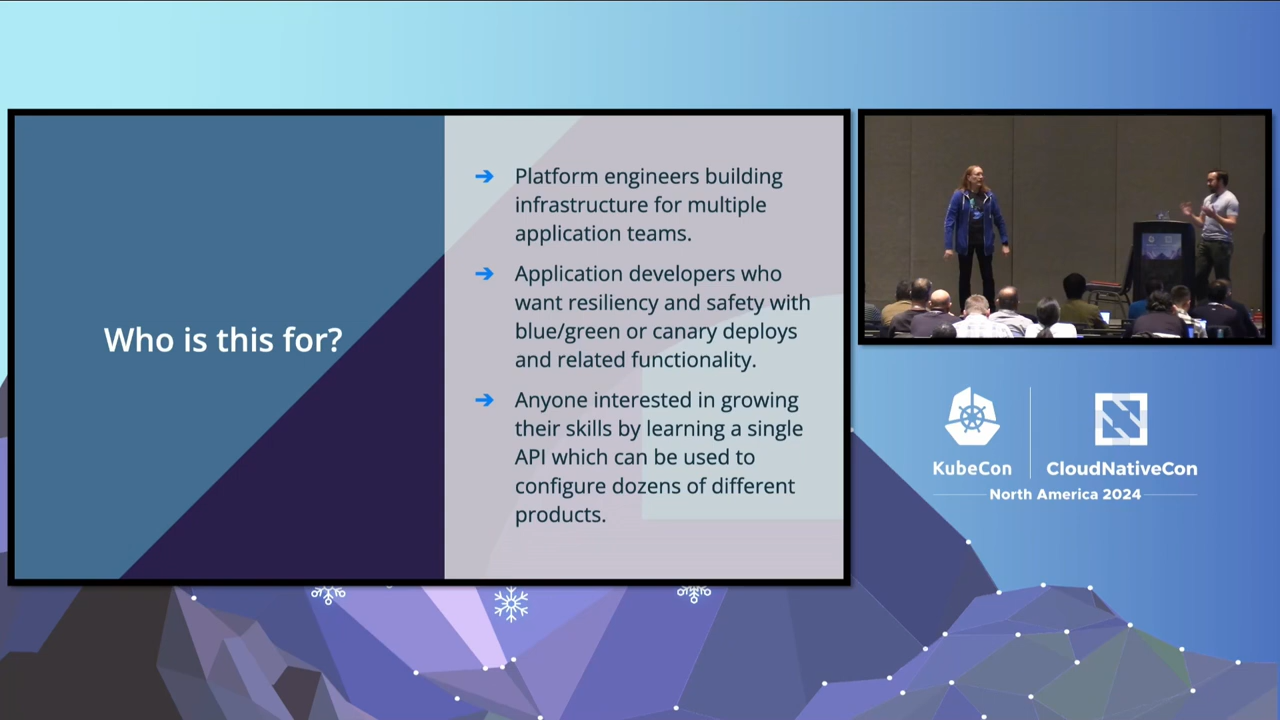 Who is this for?
➔ Platform engineers building
infrastructure for multiple
application teams.
➔ Application developers who
want resiliency and safety with
blue/green or canary deploys
and related functionality.
➔ Anyone interested in growing
their skills by learning a single
API which can be used to
configure dozens of different
products.
KubeCon
CloudNativeCon
North America 2024